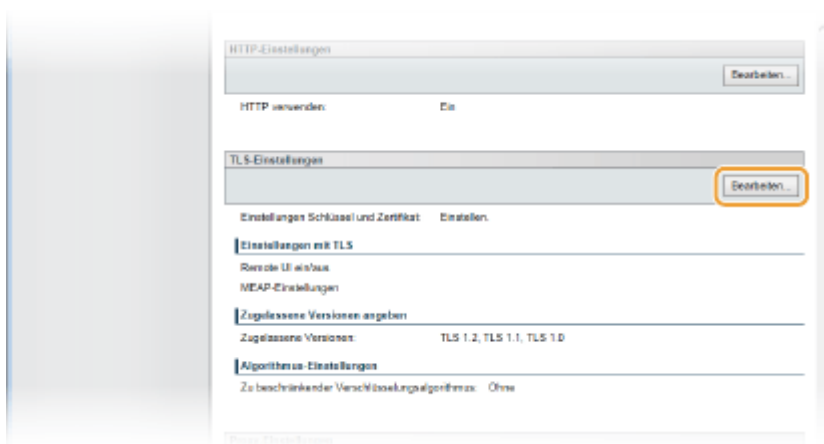 HTTP-Einstellungen
Bearbeiten...
HTTP verwenden: Ein
TLS-Einstellungen
Bearbeiten...
Einstellungen Schlüssel und Zertifikat: Einstellen.
Einstellungen mit TLS
Remote UI ein/aus
MEAP-Einstellungen
Zugelassene Versionen angeben
Zugelassene Versionen: TLS 1.2, TLS 1.1, TLS 1.0
Algorithmus-Einstellungen
Zu beschränkender Verschlüsselungsalgorithmus: Ohne